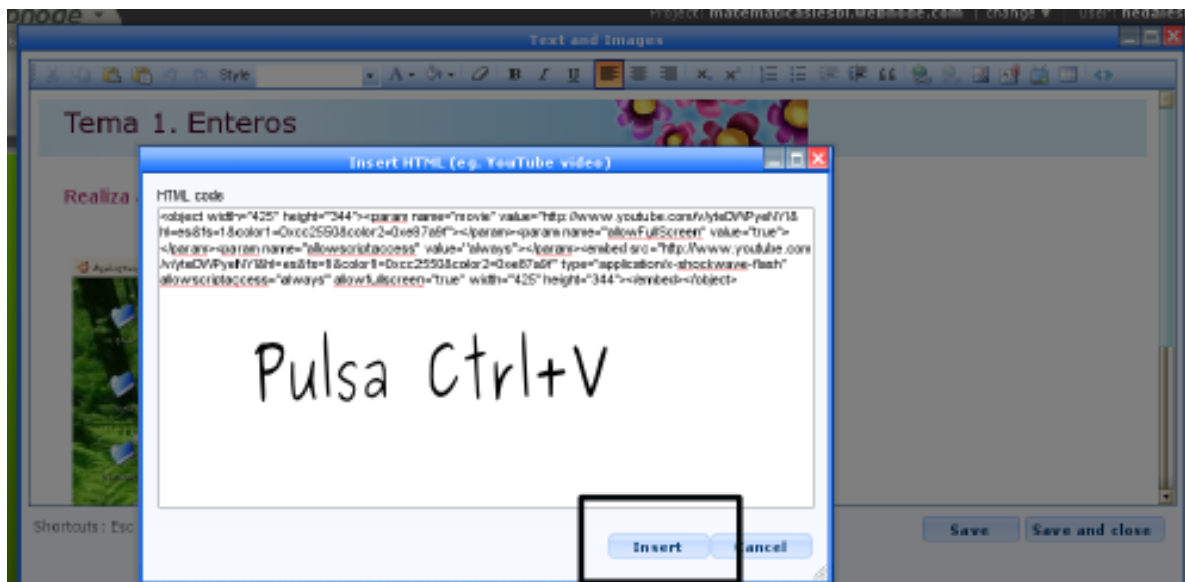 Project: matematicasiesbi.webnode.com | change ▼ User:
Text and Images
Style
Tema 1. Enteros
Insert HTML (eg. YouTube video)
Realiza
HTML code
<object width="425" height="344"><param name="movie" value="http://www.youtube.com/v/
hl=es&fs=1&color1=0xcc2550&color2=0xe87a9f"></param><param name="allowFullScreen" value="true">
</param><param name="allowscriptaccess" value="always"></param><embed src="http://www.youtube.com
hl=es&fs=1&color1=0xcc2550&color2=0xe87a9f" type="application/x-shockwave-flash"
allowscriptaccess="always" allowfullscreen="true" width="425" height="344"></embed></object>
Pulsa Ctrl+V
Shortcuts : Esc
Save
Save and close
Insert
Cancel